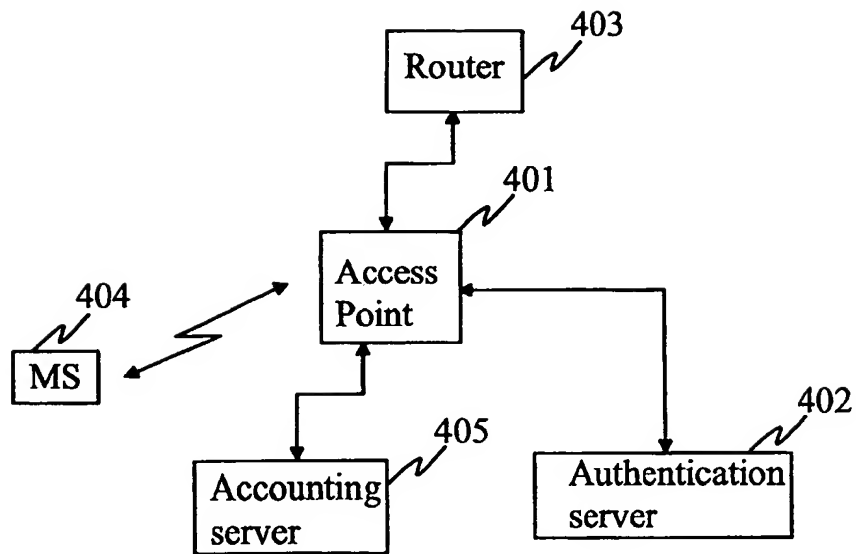 403
Router
401
Access
Point
404
MS
405
402
Accounting
server
Authentication
server